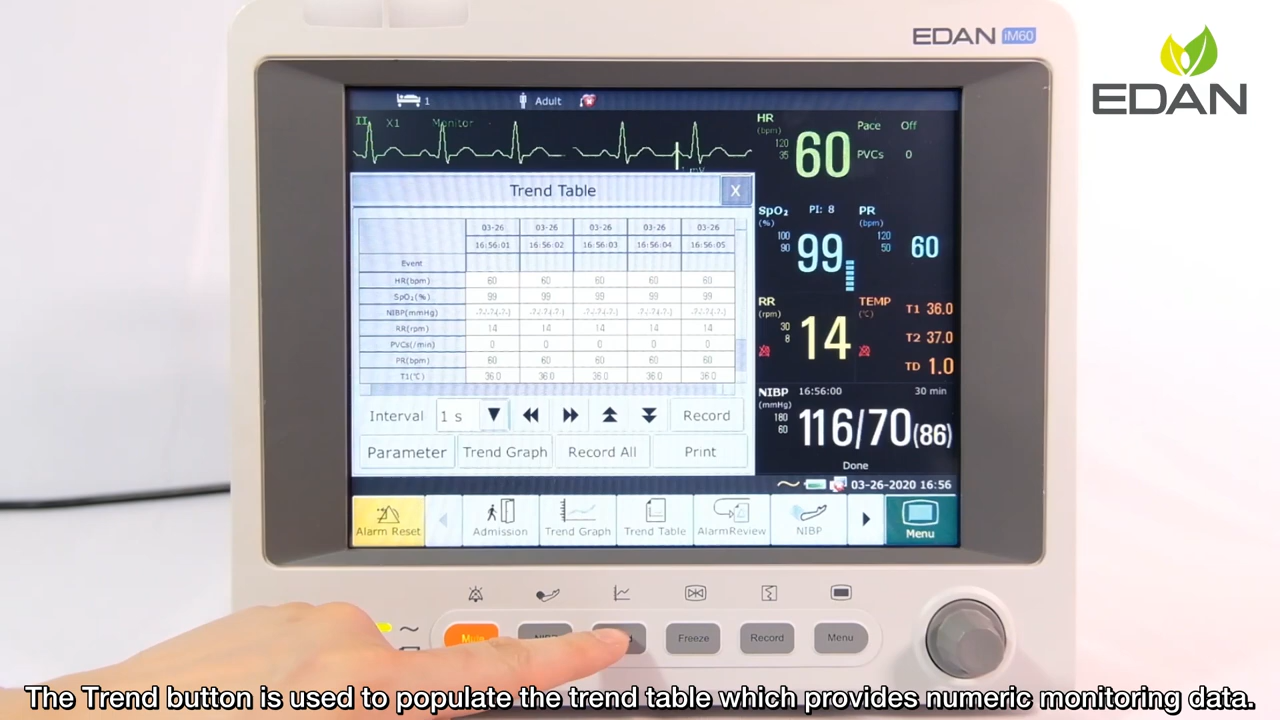 EDAN iM60
EDAN
1 Adult
II X1 Monitor
HR (bpm) 120 35 60 Pace Off
PVCs 0
Trend Table X
03-26 03-26 03-26 03-26 03-26
16:56:01 16:56:02 16:56:03 16:56:04 16:56:05
Event
HR(bpm) 60 60 60 60 60
SpO₂(%) 99 99 99 99 99
NIBP(mmHg)
RR(rpm) 14 14 14 14 14
PVCs(/min) 0 0 0 0 0
PR(bpm) 60 60 60 60 60
T1(℃) 36.0 36.0 36.0 36.0 36.0
Interval 1 s Record
Parameter Trend Graph Record All Print
SpO₂ PI: 8 PR
(%) (bpm)
100 90 99 120 50 60
RR TEMP
(rpm) (℃)
30 8 14
T1 36.0
T2 37.0
TD 1.0
NIBP 16:56:00 30 min
(mmHg)
180 60 116/70(86)
Done
03-26-2020 16:56
Alarm Reset Admission Trend Graph Trend Table AlarmReview NIBP Menu
Freeze Record Menu
The Trend button is used to populate the trend table which provides numeric monitoring data.